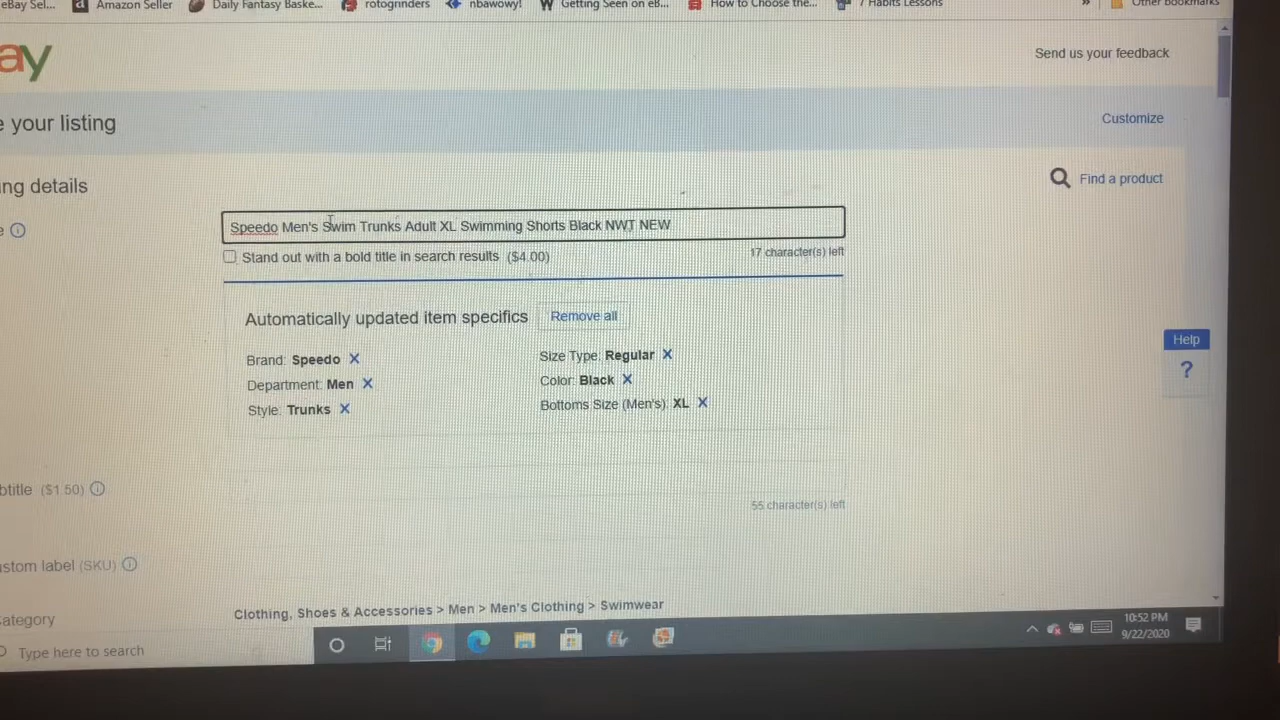 eBay Sel... Amazon Seller Daily Fantasy Baske... rotogrinders nbawowy! Getting Seen on eB... How to Choose the... 7 Habits Lessons » Other bookmarks
ay
Send us your feedback
e your listing
Customize
ng details
Find a product
e
Speedo Men's Swim Trunks Adult XL Swimming Shorts Black NWT NEW
Stand out with a bold title in search results ($4.00)
17 character(s) left
Automatically updated item specifics Remove all
Brand: Speedo
Size Type: Regular
Department: Men
Color: Black
Style: Trunks
Bottoms Size (Men's): XL
Help
?
btitle ($1.50)
55 character(s) left
stom label (SKU)
ategory
Clothing, Shoes & Accessories > Men > Men's Clothing > Swimwear
Type here to search
10:52 PM
9/22/2020